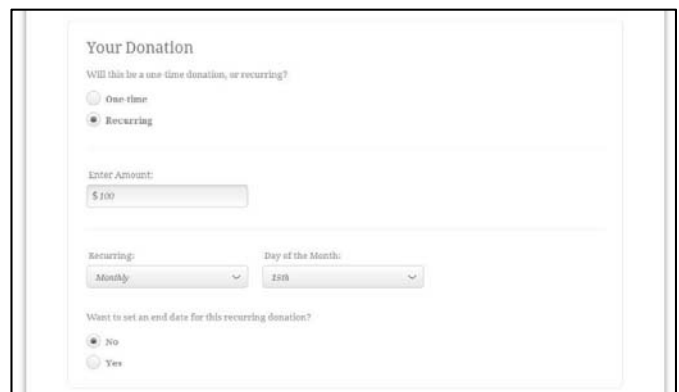 Your Donation
Will this be a one-time donation, or recurring?
One-time
Recurring
Enter Amount:
$ 100
Recurring: Day of the Month:
Monthly 15th
Want to set an end date for this recurring donation?
No
Yes